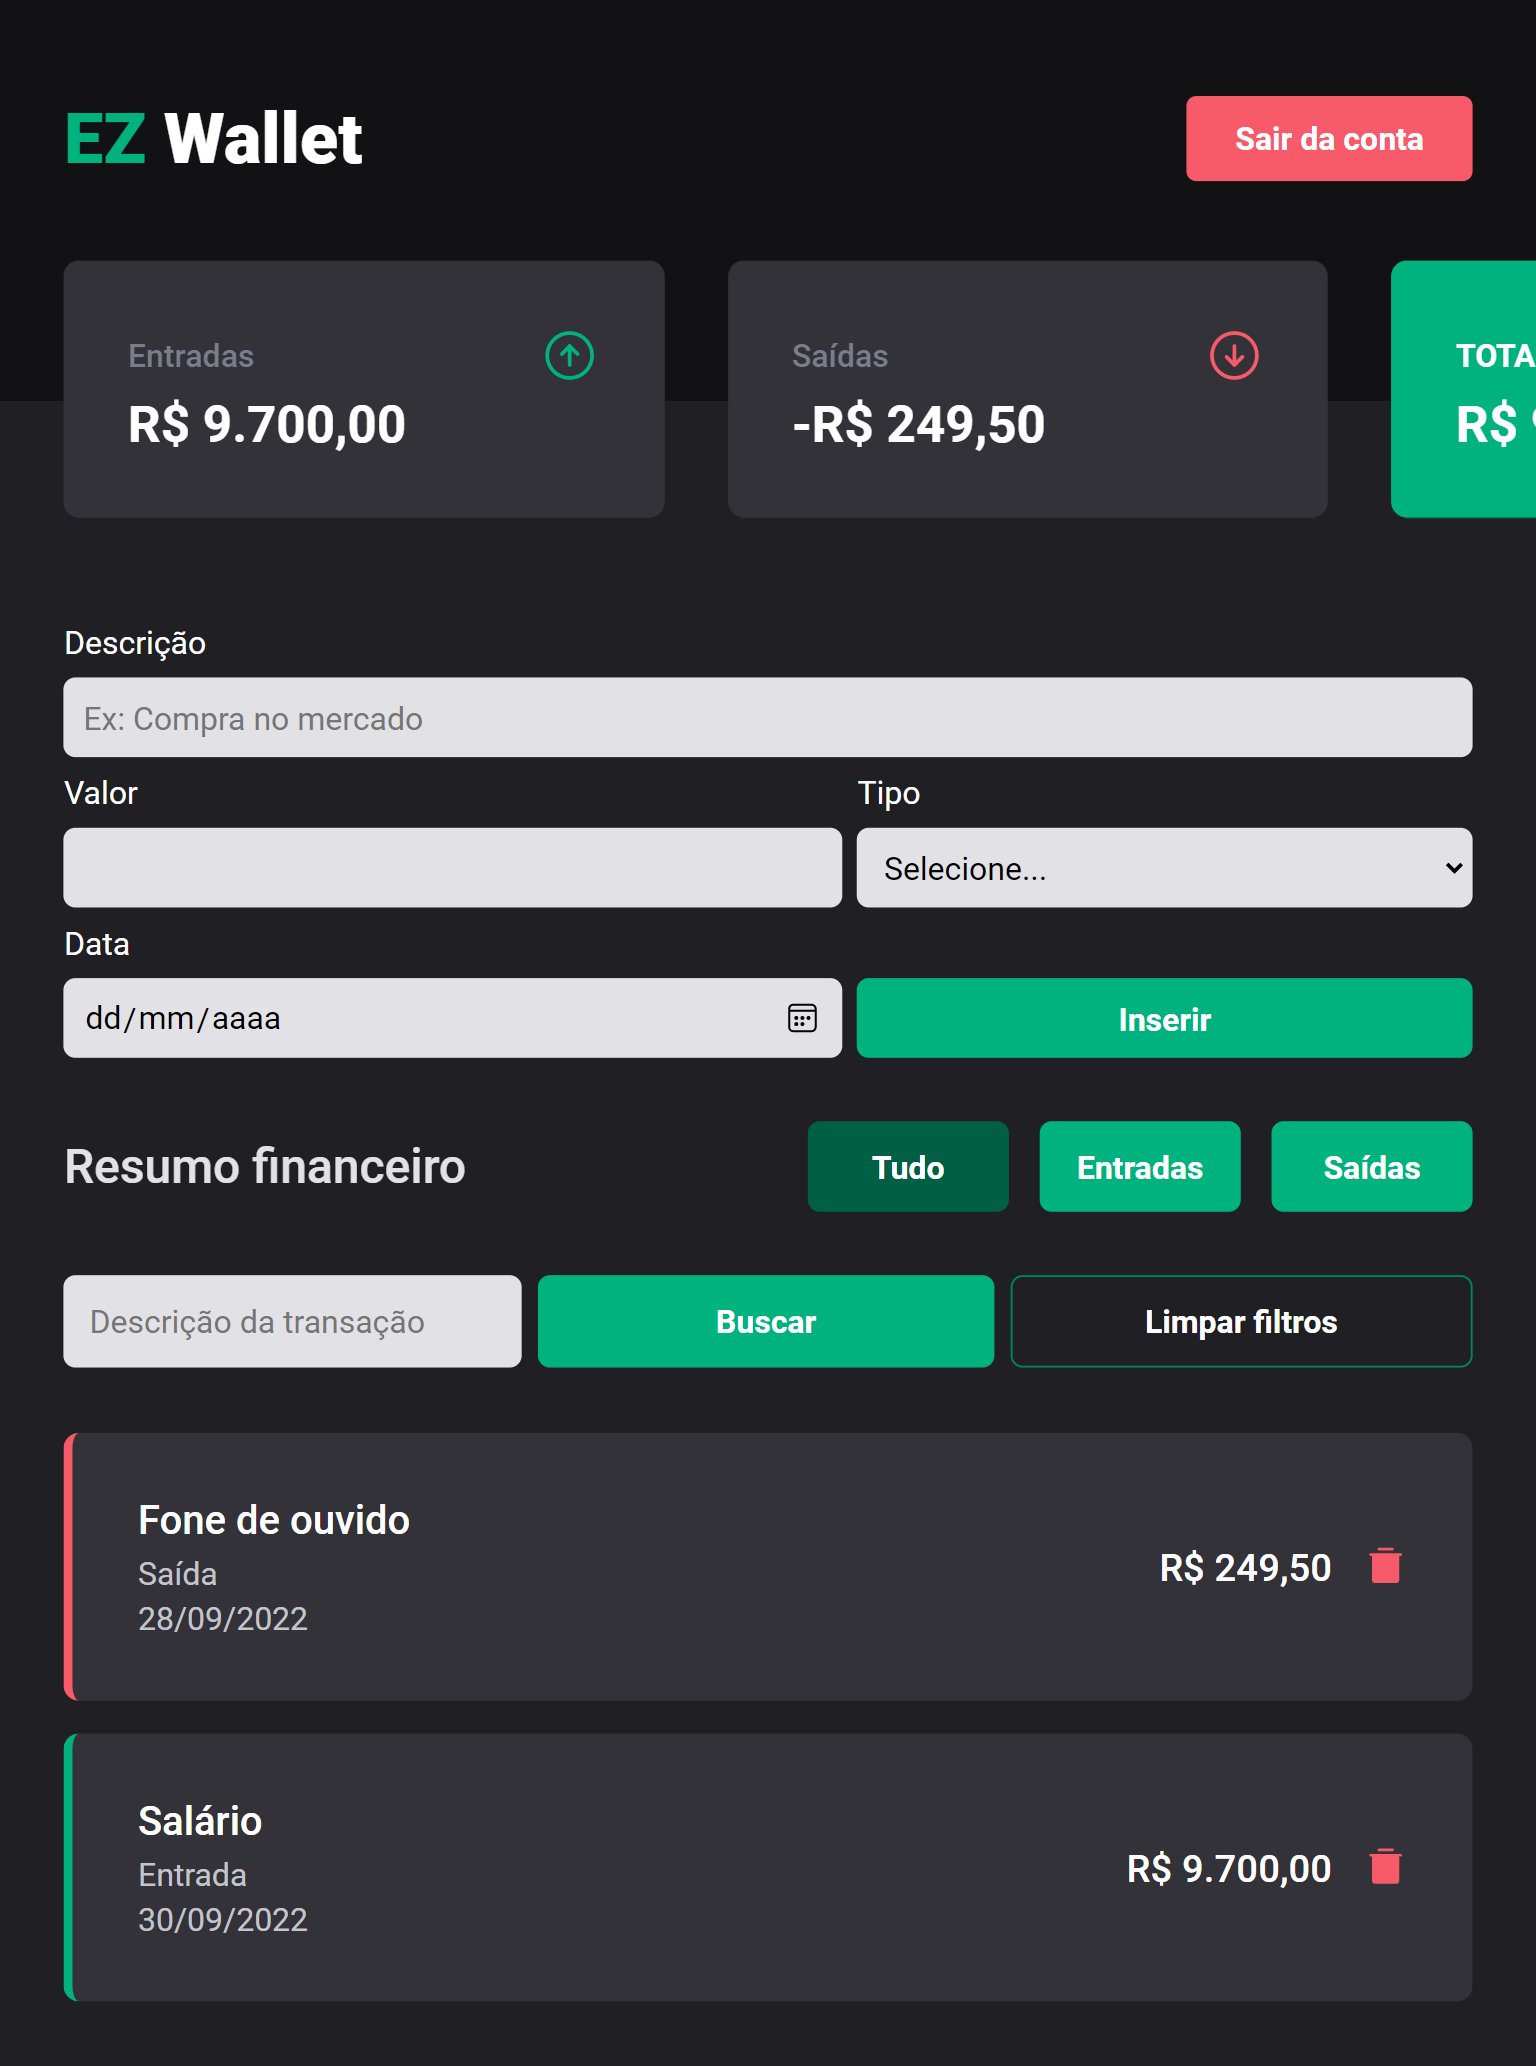 EZ Wallet
Sair da conta
Entradas
R$ 9.700,00
Saídas
-R$ 249,50
R$
Descrição
Ex: Compra no mercado
Valor
Tipo
Selecione...
Data
dd/mm/aaaa
Inserir
Resumo financeiro
Tudo
Entradas
Saídas
Descrição da transação
Buscar
Limpar filtros
Fone de ouvido
Saída
28/09/2022
R$ 249,50
Salário
Entrada
30/09/2022
R$ 9.700,00